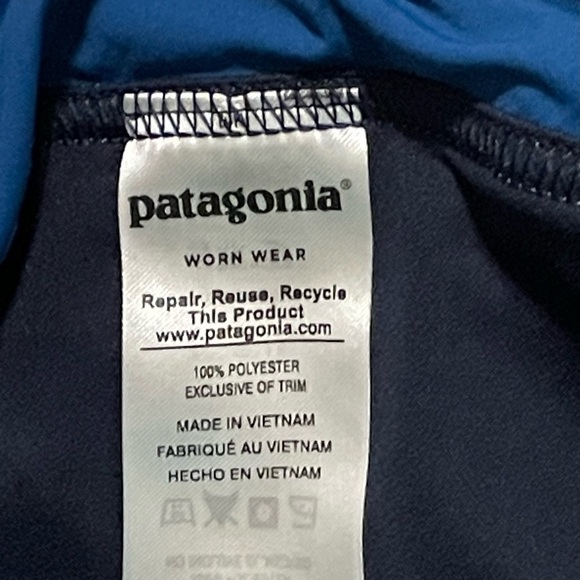 patagonia®
WORN WEAR
Repair, Reuse, Recycle
This Product
www.patagonia.com
100% POLYESTER
EXCLUSIVE OF TRIM
MADE IN VIETNAM
FABRIQUÉ AU VIETNAM
HECHO EN VIETNAM